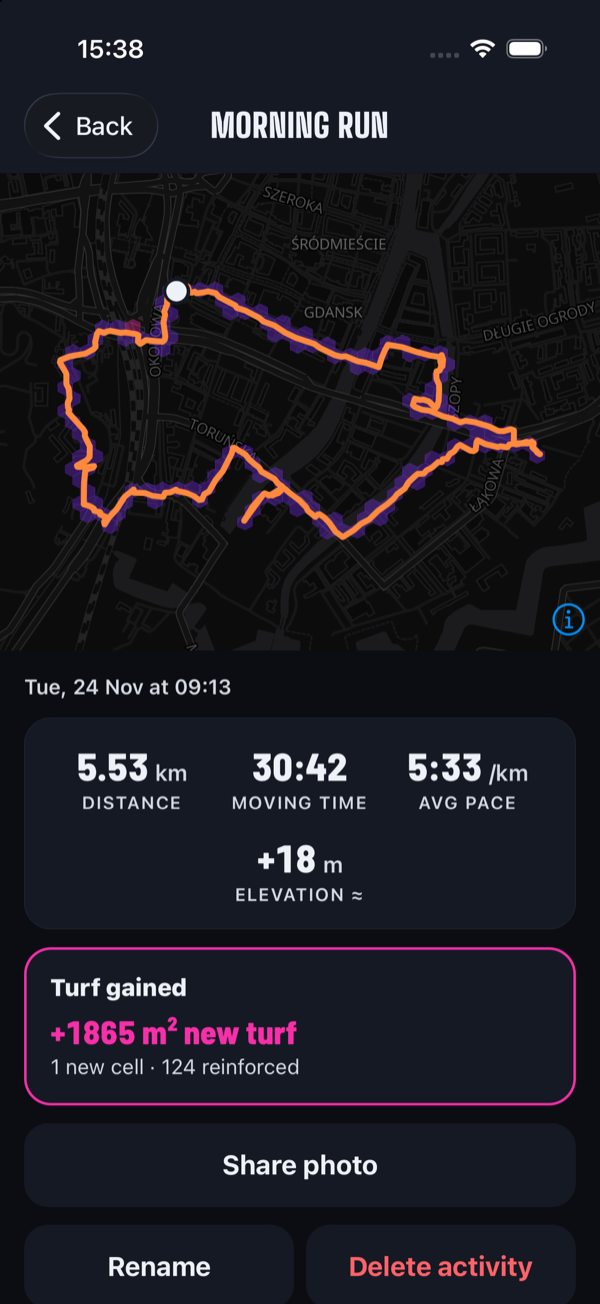 15:38
Back
MORNING RUN
SZEROKA
ŚRÓDMIEŚCIE
GDANSK
DŁUGIE OGRODY
ŁĄKOWA
Tue, 24 Nov at 09:13
5.53 km
30:42
5:33 /km
DISTANCE
MOVING TIME
AVG PACE
+18 m
ELEVATION ≈
Turf gained
+1865 m² new turf
1 new cell · 124 reinforced
Share photo
Rename
Delete activity